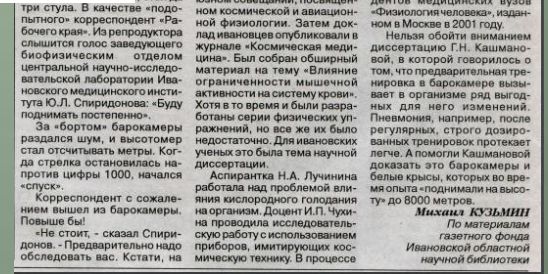 три стула. В качестве «подо-
пытного» корреспондент «Ра-
бочего края». Из репродуктора
слышится голос заведующего
биофизическим отделом
центральной научно-исследо-
вательской лаборатории Ива-
новского медицинского инсти-
тута Ю.Л. Спиридонова: «Буду
поднимать постепенно».
За «бортом» барокамеры
раздался шум, и высотомер
стал отсчитывать метры. Ког-
да стрелка остановилась на-
против цифры 1000, начался
«спуск».
Корреспондент с сожале-
нием вышел из барокамеры.
Повыше бы!
«Не стоит, - сказал Спири-
донов. - Предварительно надо
обследовать вас. Кстати, на
ном космической и авиацион-
ной физиологии. Затем док-
лад ивановцев опубликовали в
журнале «Космическая меди-
цина». Был собран обширный
материал на тему «Влияние
ограниченности мышечной
активности на систему крови».
Хотя в то время и были разра-
ботаны серии физических уп-
ражнений, но все же их было
недостаточно. Для ивановских
ученых это была тема научной
диссертации.
Аспирантка Н.А. Лучинина
работала над проблемой влия-
ния кислородного голодания
на организм. Доцент И.П. Чухи-
на проводила исследователь-
скую работу с использованием
приборов, имитирующих кос-
мическую технику. В процессе
дентов медицинских вузов
«Физиология человека», издан-
ном в Москве в 2001 году.
Нельзя обойти вниманием
диссертацию Г.Н. Кашмано-
вой, в которой говорилось о
том, что предварительная тре-
нировка в барокамере вызы-
вает в организме ряд выгод-
ных для него изменений.
Пневмония, например, после
регулярных, строго дозиро-
ванных тренировок протекает
легче. А помогли Кашмановой
доказать это барокамеры и
белые крысы, которых во вре-
мя опыта «поднимали на высо-
ту» до 8000 метров.
Михаил КУЗЬМИН
По материалам
газетного фонда
Ивановской областной
научной библиотеки